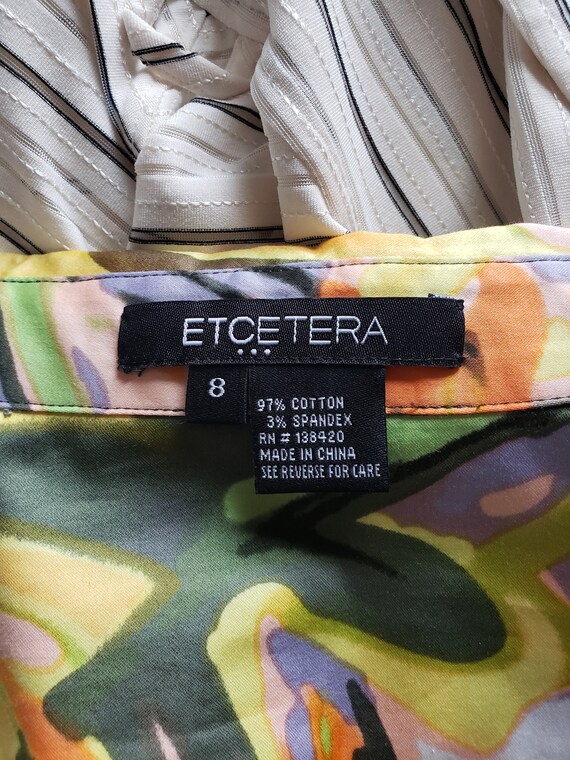 ETCETERA
8
97% COTTON
3% SPANDEX
RN # 138420
MADE IN CHINA
SEE REVERSE FOR CARE